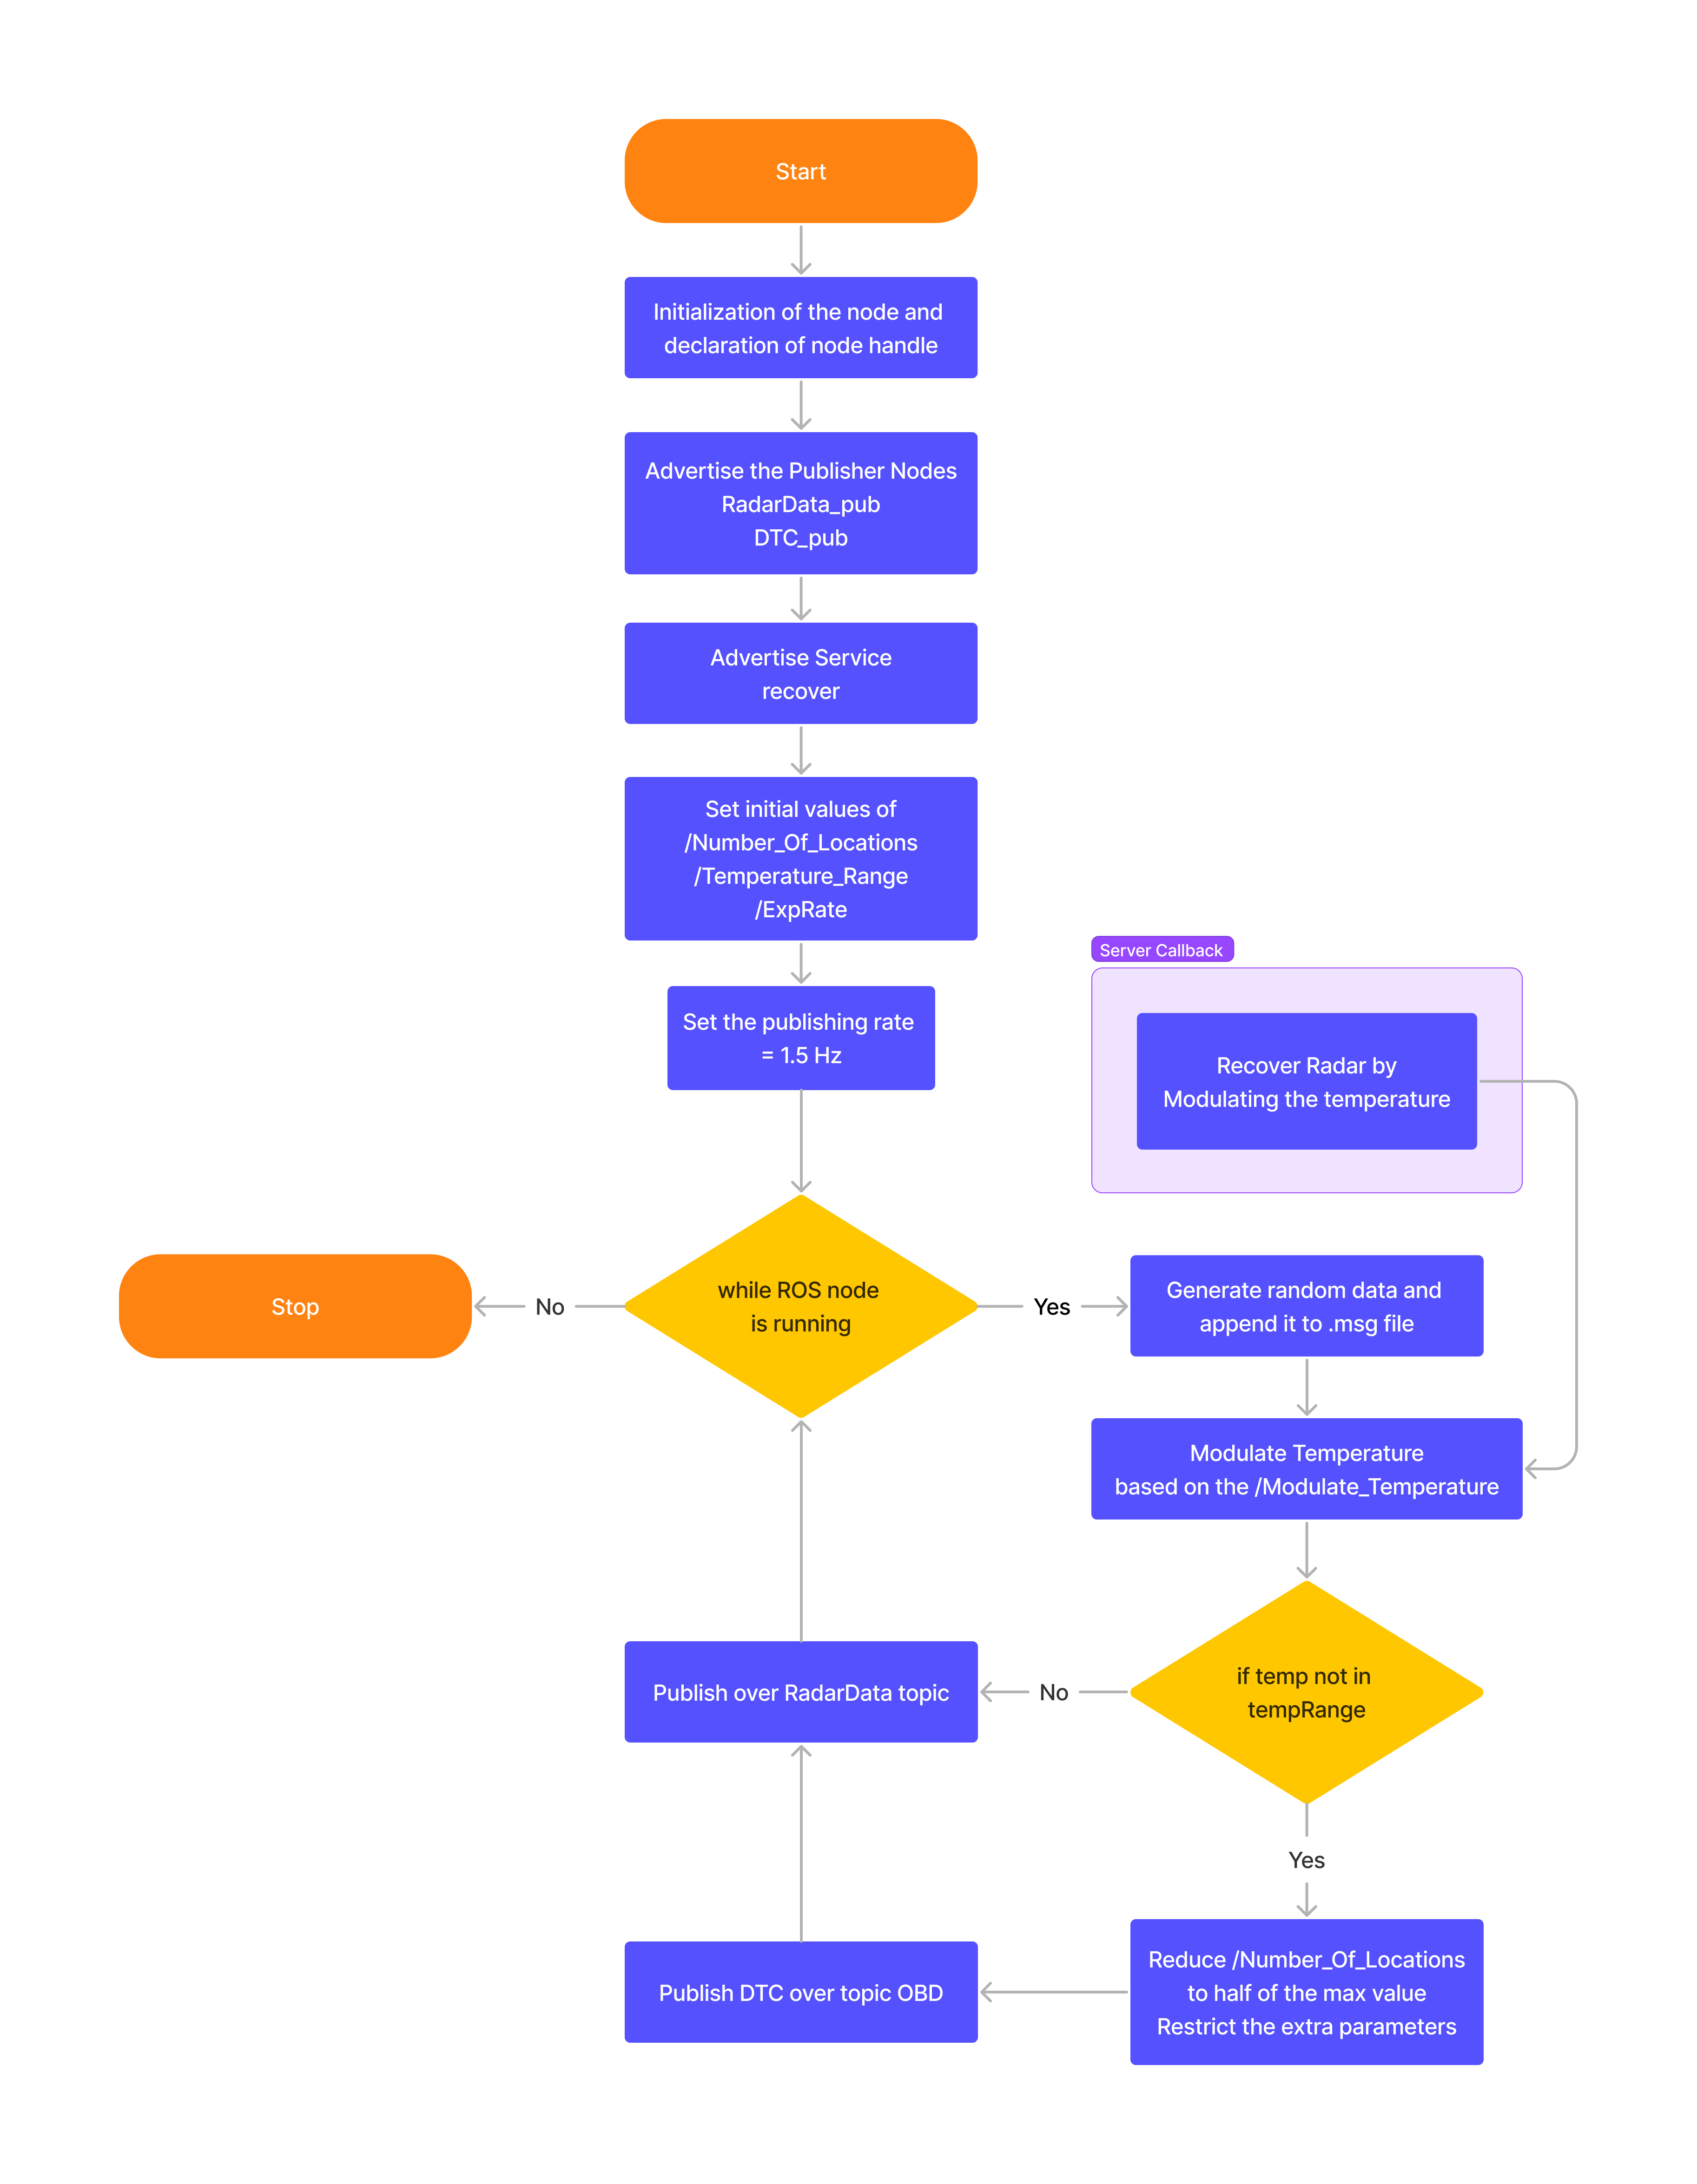 Start
Initialization of the node and
declaration of node handle
Advertise the Publisher Nodes
RadarData_pub
DTC_pub
Advertise Service
recover
Set initial values of
/Number_Of_Locations
/Temperature_Range
/ExpRate
Set the publishing rate
= 1.5 Hz
Server Callback
Recover Radar by
Modulating the temperature
Stop
No
while ROS node
is running
Yes
Generate random data and
append it to .msg file
Modulate Temperature
based on the /Modulate_Temperature
if temp not in
tempRange
No
Publish over RadarData topic
Yes
Reduce /Number_Of_Locations
to half of the max value
Restrict the extra parameters
Publish DTC over topic OBD